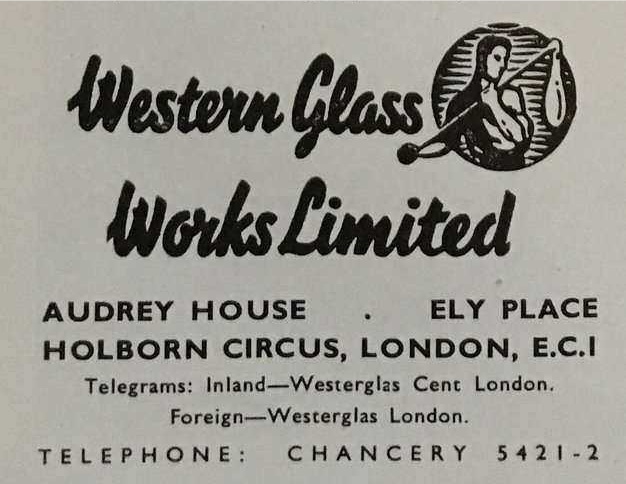 Western Glass
Works Limited
AUDREY HOUSE . ELY PLACE
HOLBORN CIRCUS, LONDON, E.C.I
Telegrams: Inland—Westerglas Cent London.
Foreign—Westerglas London.
TELEPHONE: CHANCERY 5421-2